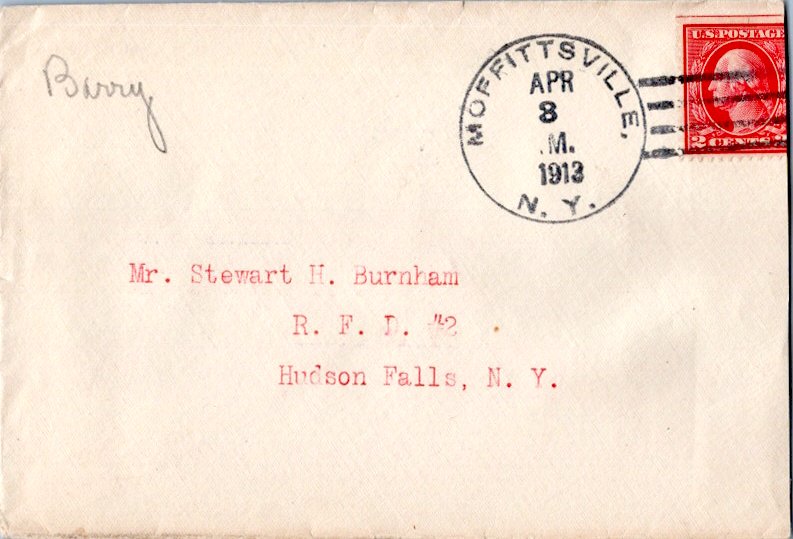 Barry
MOFFITTSVILLE,
APR
8
.M.
1913
N. Y.
U.S. POSTAGE
2 CENTS 2
Mr. Stewart H. Burnham
R. F. D. #2
Hudson Falls, N. Y.